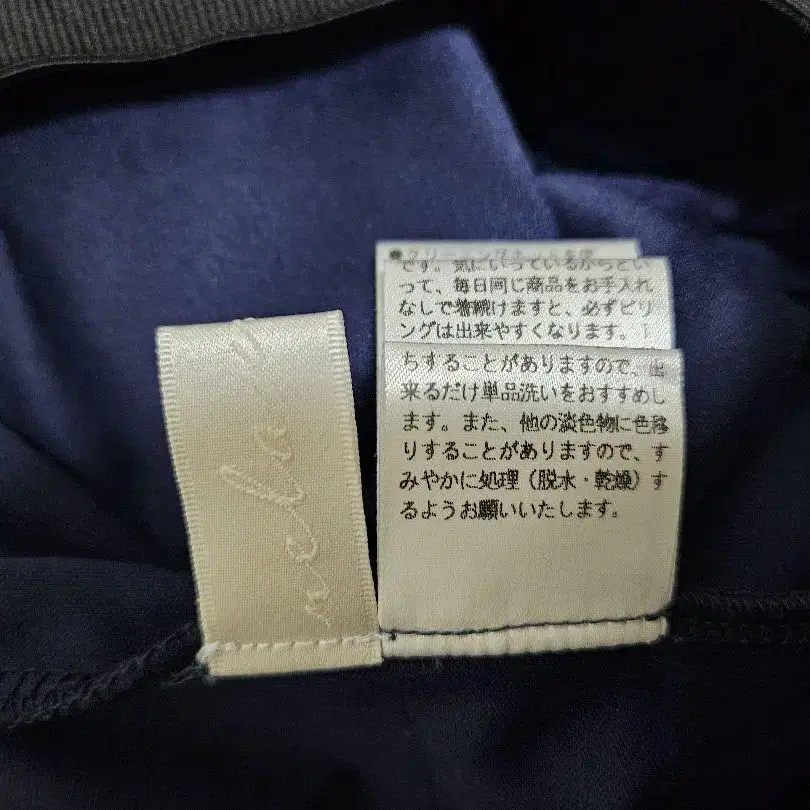 です。気にいっているからとい
って、毎日同じ商品をお手入れ
なしで着続けますと、必ずピリ
ングは出来やすくなります。
ちすることがありますので、出
来るだけ単品洗いをおすすめし
ます。また、他の淡色物に色移
りすることがありますので、す
みやかに処理（脱水・乾燥）す
るようお願いいたします。